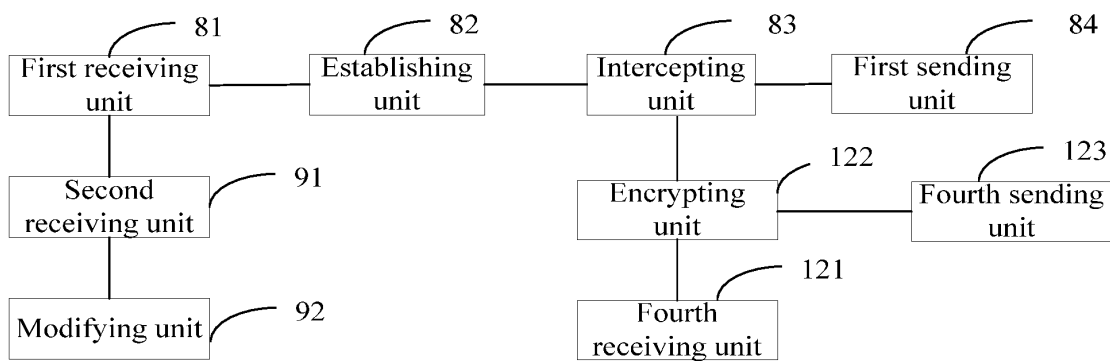 81
82
83
84
First receiving
unit
Establishing
unit
Intercepting
unit
First sending
unit
91
122
123
Second
receiving unit
Encrypting
unit
Fourth sending
unit
92
121
Modifying unit
Fourth
receiving unit